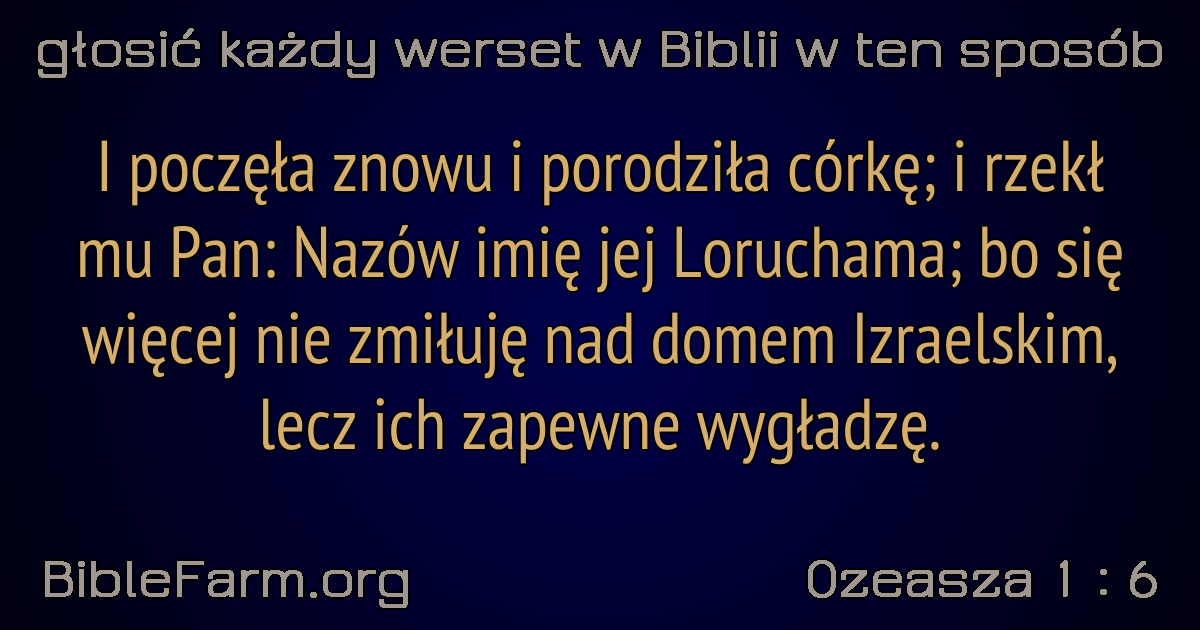 głosić każdy werset w Biblii w ten sposób
I poczęła znowu i porodziła córkę; i rzekł
mu Pan: Nazów imię jej Loruchama; bo się
więcej nie zmiłuję nad domem Izraelskim,
lecz ich zapewne wygładzę.
BibleFarm.org
Ozeasza 1 : 6